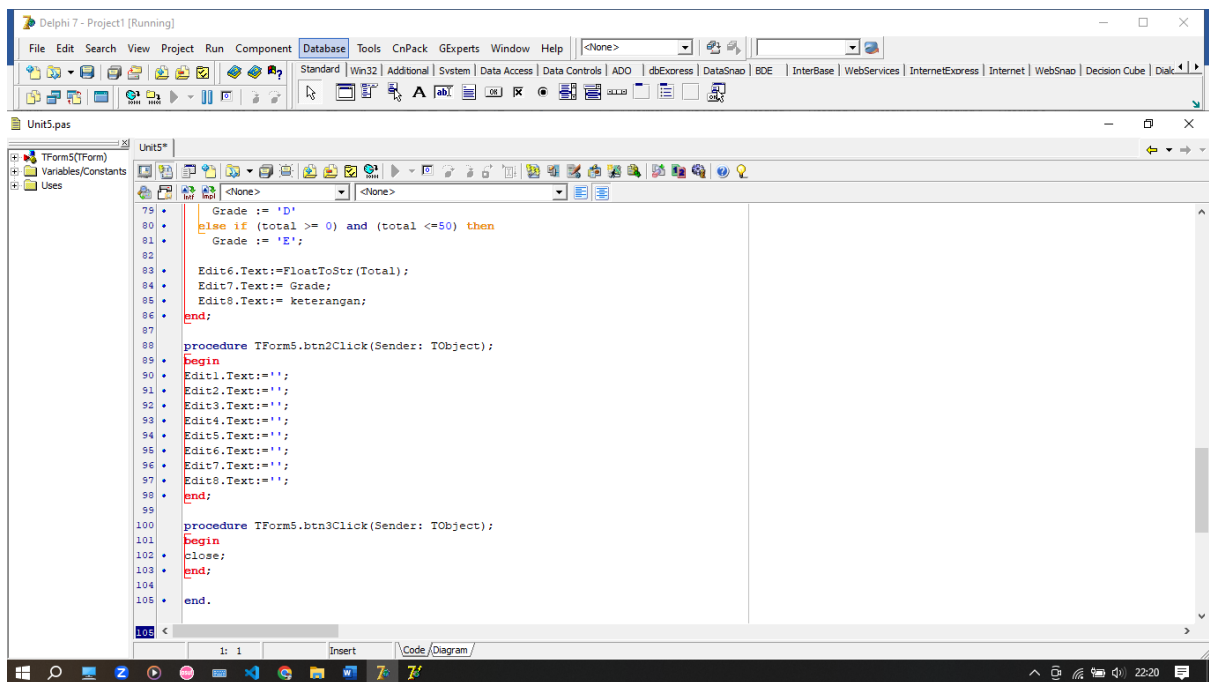 Delphi 7 - Project1 [Running]
File Edit Search View Project Run Component Database Tools CnPack GExperts Window Help <None>
Standard Win32 Additional System Data Access Data Controls ADO dbExpress DataSnap BDE InterBase WebServices InternetExpress Internet WebSnap Decision Cube Dialc
Unit5.pas
TForm5(TForm)
Variables/Constants
Uses
Unit5*
Intf Impl <None> <None>
79 Grade := 'D'
80 else if (total >= 0) and (total <=50) then
81 Grade := 'E';
82
83 Edit6.Text:=FloatToStr(Total);
84 Edit7.Text:= Grade;
85 Edit8.Text:= keterangan;
86 end;
87
88 procedure TForm5.btn2Click(Sender: TObject);
89 begin
90 Edit1.Text:='';
91 Edit2.Text:='';
92 Edit3.Text:='';
93 Edit4.Text:='';
94 Edit5.Text:='';
95 Edit6.Text:='';
96 Edit7.Text:='';
97 Edit8.Text:='';
98 end;
99
100 procedure TForm5.btn3Click(Sender: TObject);
101 begin
102 close;
103 end;
104
105 end.
105
1: 1 Insert Code Diagram
22:20